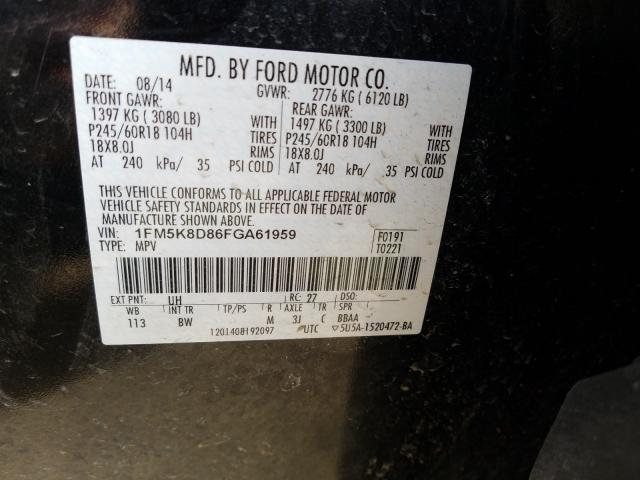 MFD. BY FORD MOTOR CO.
DATE: 08/14 GVWR: 2776 KG ( 6120 LB)
FRONT GAWR: REAR GAWR:
1397 KG ( 3080 LB) WITH 1497 KG ( 3300 LB) WITH
P245/60R18 104H TIRES P245/60R18 104H TIRES
18X8.0J RIMS 18X8.0J RIMS
AT 240 kPa/ 35 PSI COLD AT 240 kPa/ 35 PSI COLD
THIS VEHICLE CONFORMS TO ALL APPLICABLE FEDERAL MOTOR
VEHICLE SAFETY STANDARDS IN EFFECT ON THE DATE OF
MANUFACTURE SHOWN ABOVE.
VIN: 1FM5K8D86FGA61959 F0191
TYPE: MPV T0221
EXT PNT: UH RC: 27 DSO:
WB INT TR TP/PS R AXLE TR SPR
113 BW M 3J C BBAA
1201408192097 UTC ▽5U5A-1520472-BA